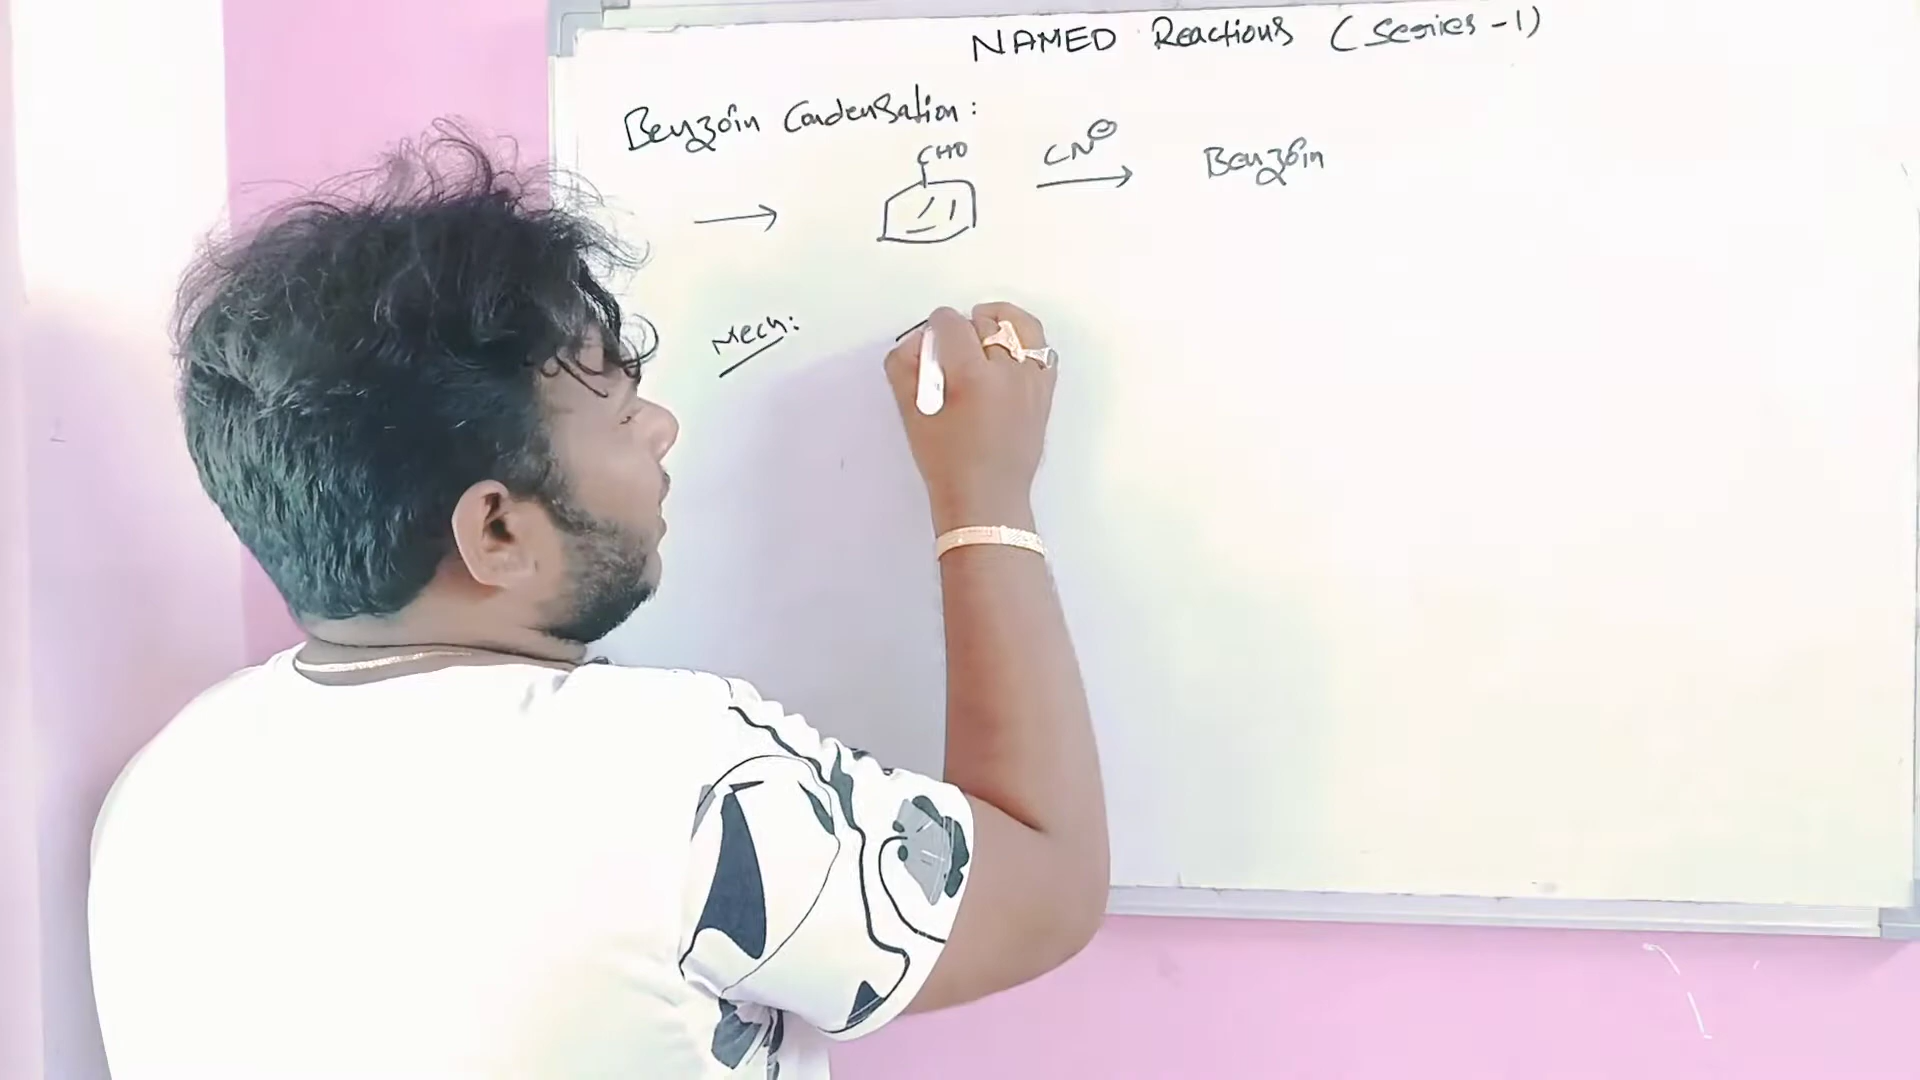 NAMED Reactions (Series-1)
Benzoin Condensation:
CHO CN⊖ Benzoin
Mech: